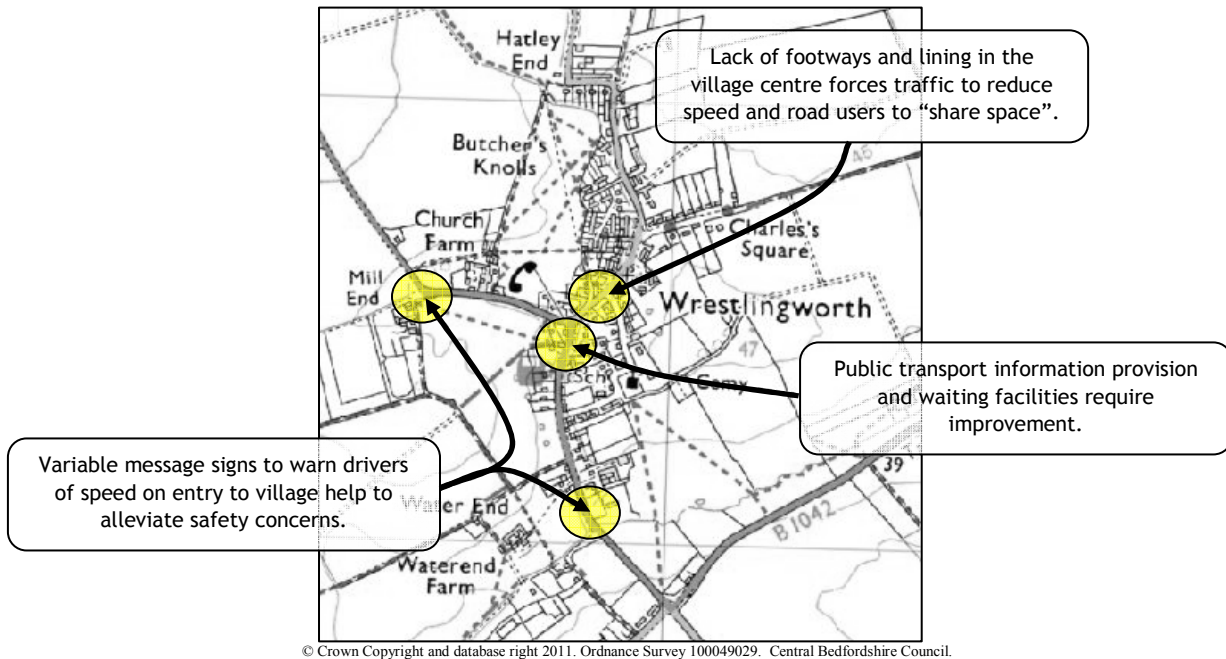 Hatley
End
Lack of footways and lining in the
village centre forces traffic to reduce
speed and road users to “share space”.
Butcher's
Knolls
45
Church
Farm
Charles's
Square
Mill
End
Wrestlingworth
47
Sch
Cemy
Public transport information provision
and waiting facilities require
improvement.
Variable message signs to warn drivers
of speed on entry to village help to
alleviate safety concerns.
Water End
39
B 1042
Waterend
Farm
© Crown Copyright and database right 2011. Ordnance Survey 100049029. Central Bedfordshire Council.